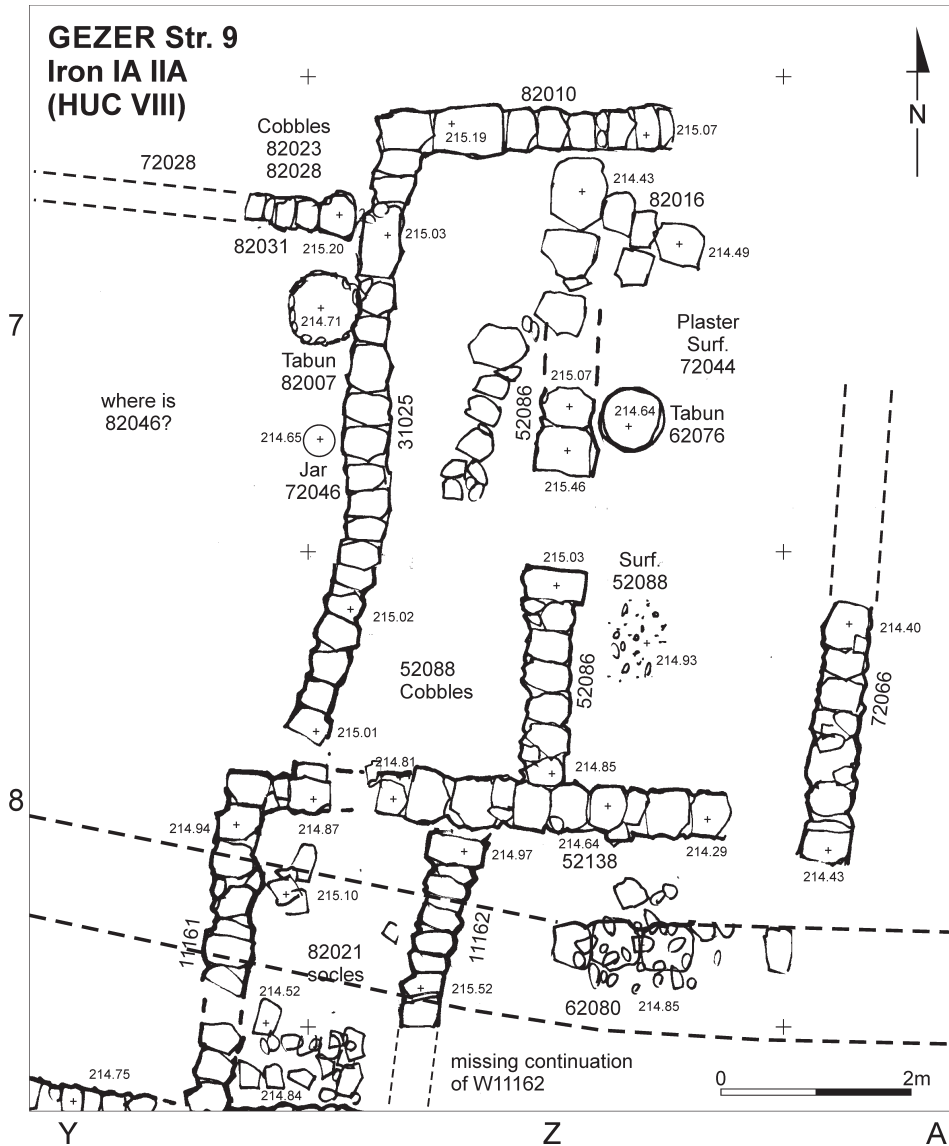 GEZER Str. 9
Iron IA IIA
(HUC VIII)
N
82010
215.19
215.07
Cobbles
82023
82028
72028
214.43
82016
82031
215.20
215.03
214.49
7
214.71
Tabun
82007
Plaster
Surf.
72044
where is
82046?
31025
52086
215.07
214.64
Tabun
62076
214.65
Jar
72046
215.46
215.03
Surf.
52088
215.02
214.40
214.93
52088
Cobbles
52086
72066
215.01
214.81
214.85
8
214.94
214.87
214.97
214.64
52138
214.29
214.43
215.10
11161
11162
82021
socles
214.52
215.52
62080
214.85
missing continuation
of W11162
214.75
214.84
0
2m
Y
Z
A